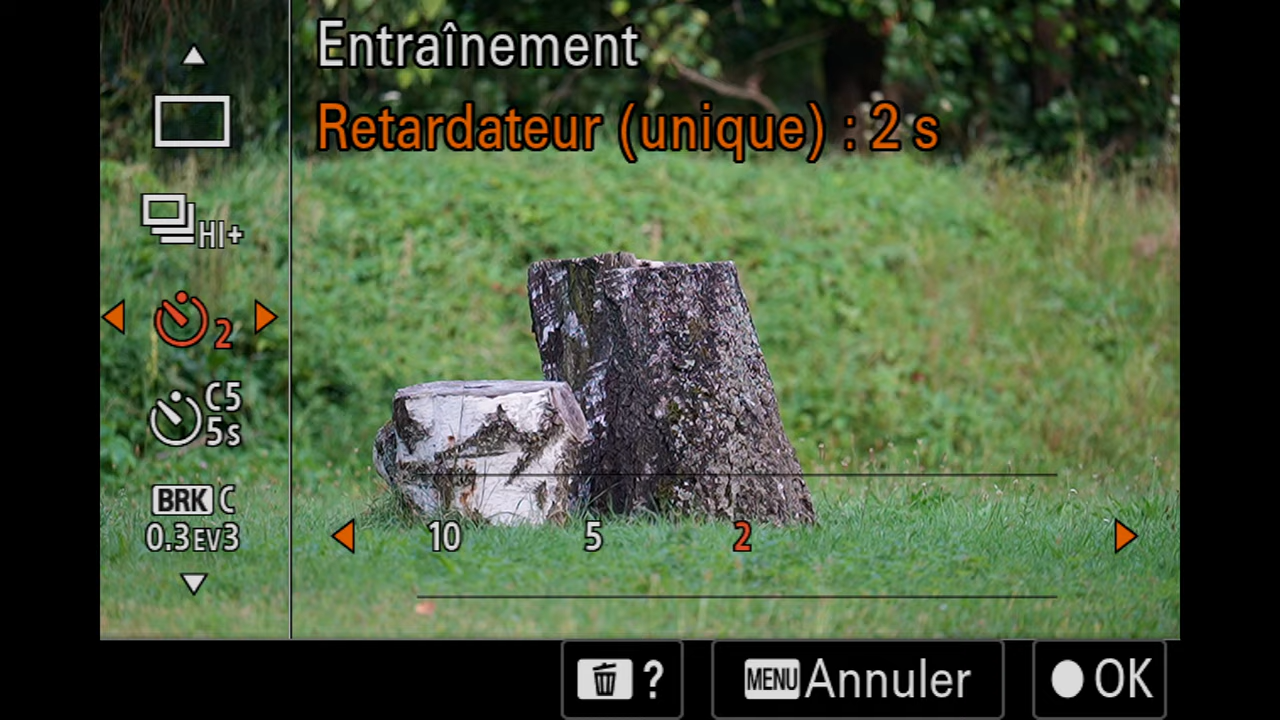 Entraînement
Retardateur (unique) : 2 s
HI+
2
C5
5s
BRK C
0.3EV3
10 5 2
?
MENU Annuler
OK